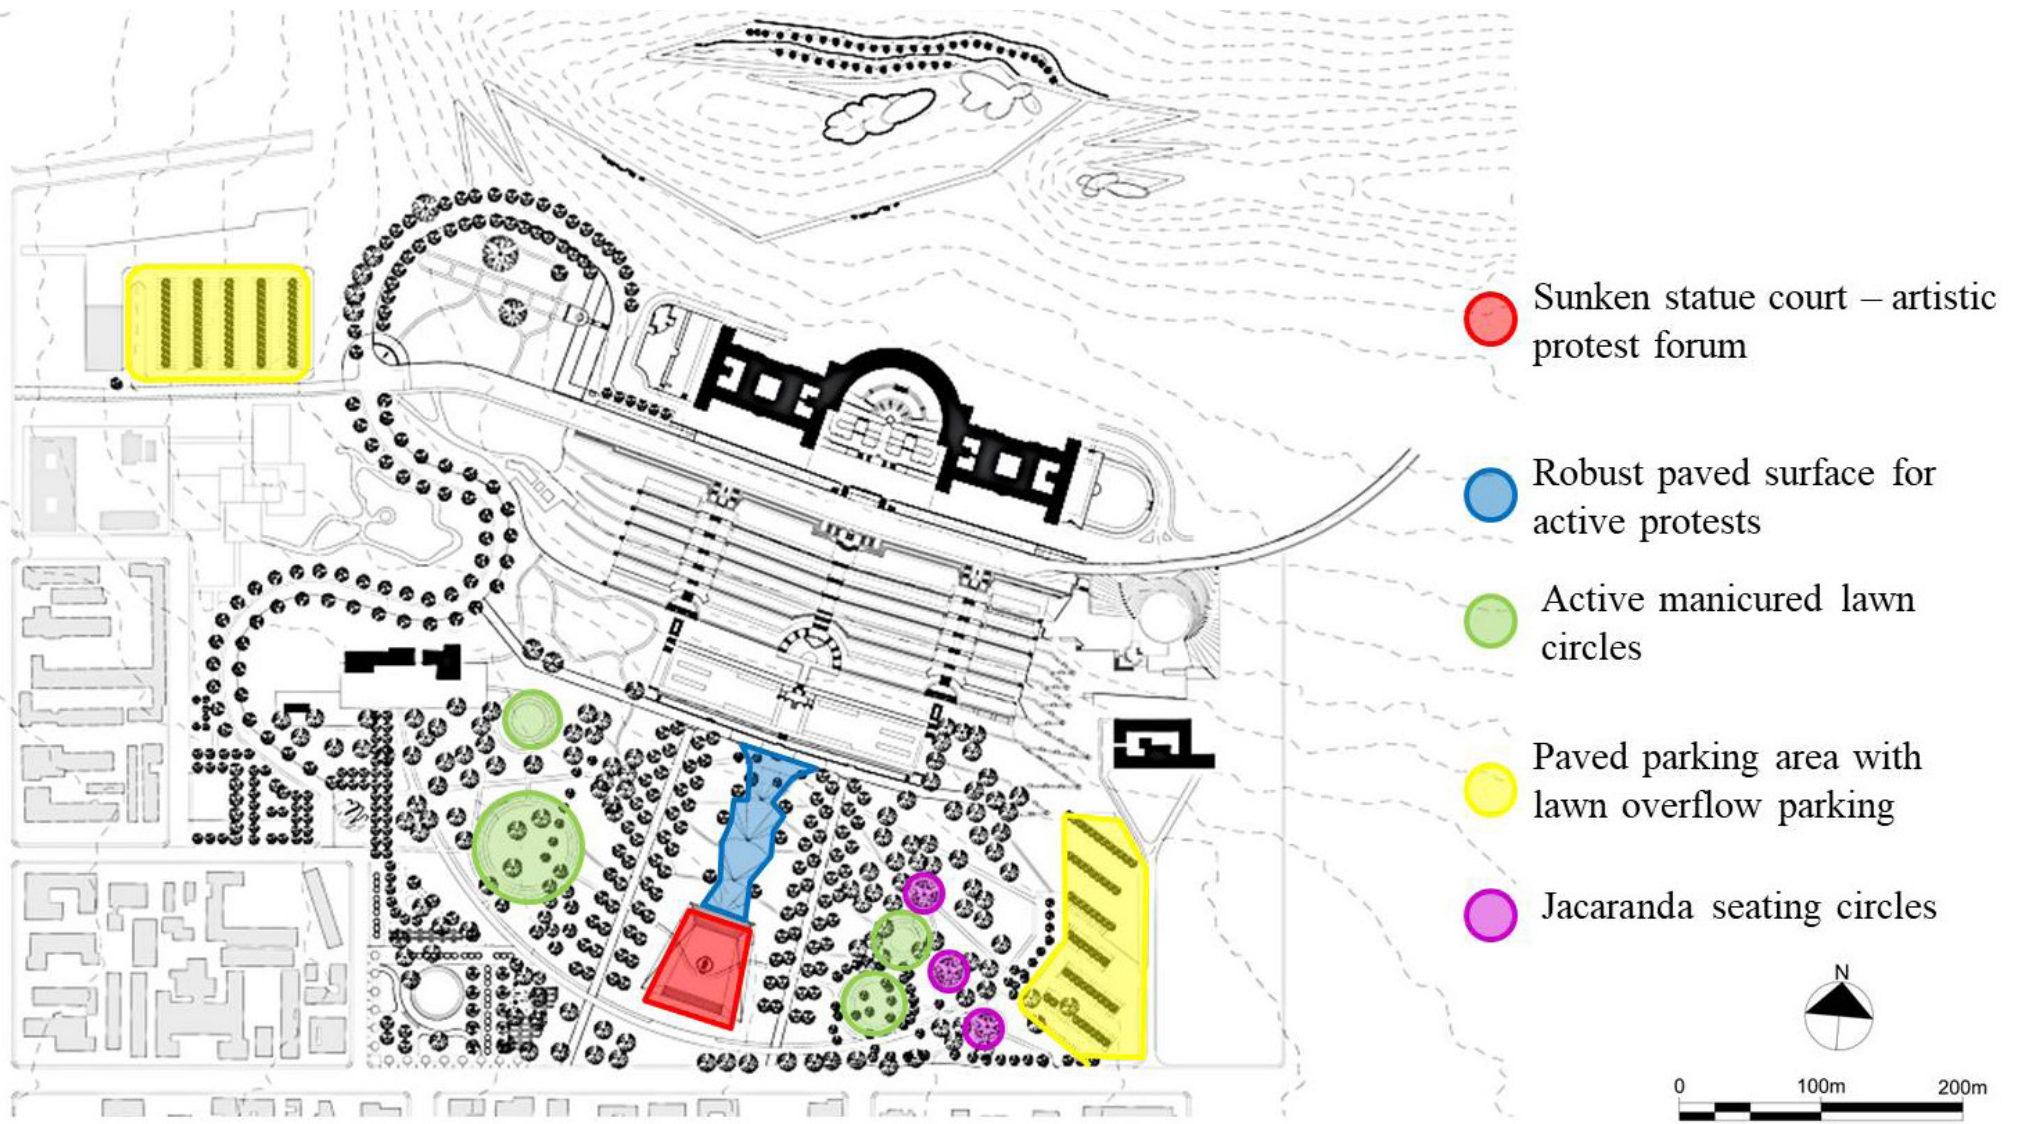 Sunken statue court – artistic
protest forum
Robust paved surface for
active protests
Active manicured lawn
circles
Paved parking area with
lawn overflow parking
Jacaranda seating circles
N
0 100m 200m